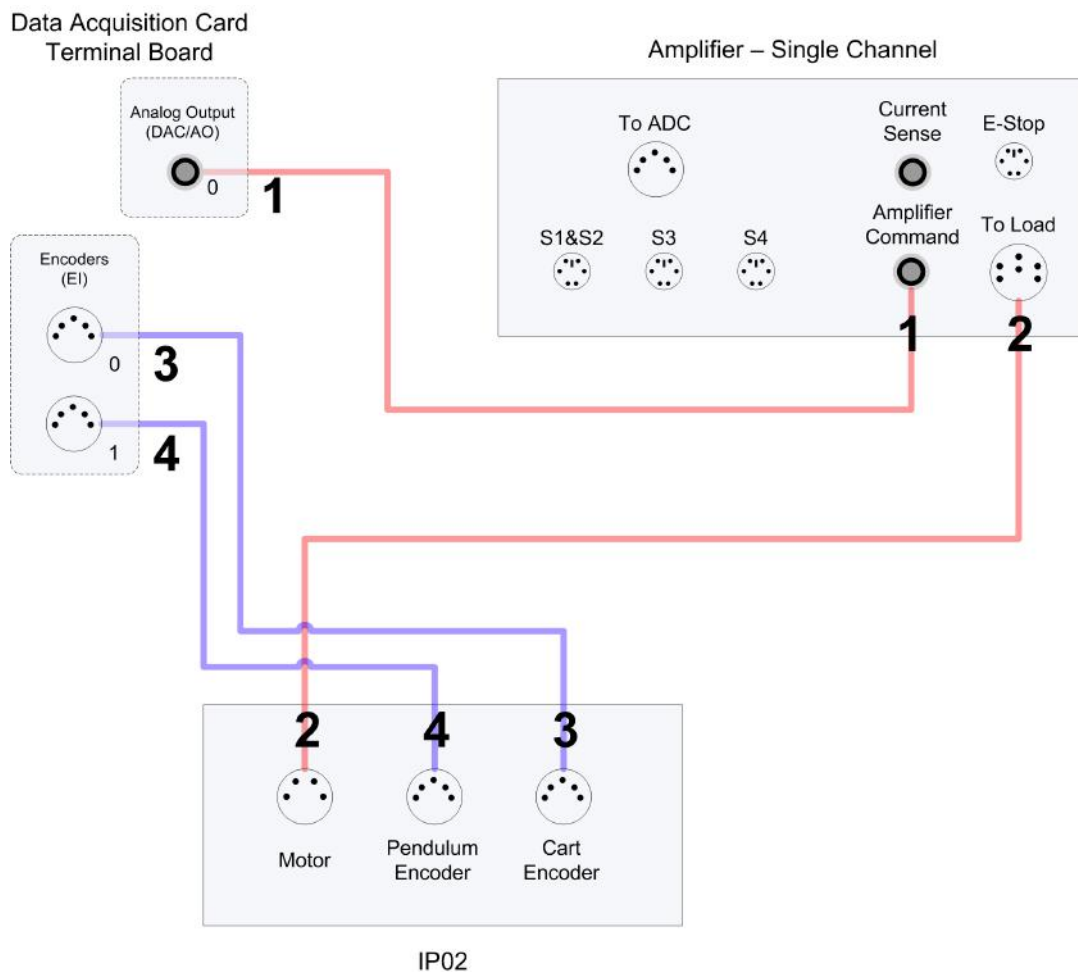 Data Acquisition Card
Terminal Board
Analog Output
(DAC/AO)
0
1
Encoders
(EI)
0
3
1
4
Amplifier – Single Channel
To ADC
Current
Sense
E-Stop
S1&S2
S3
S4
Amplifier
Command
To Load
1
2
2
4
3
Motor
Pendulum
Encoder
Cart
Encoder
IP02